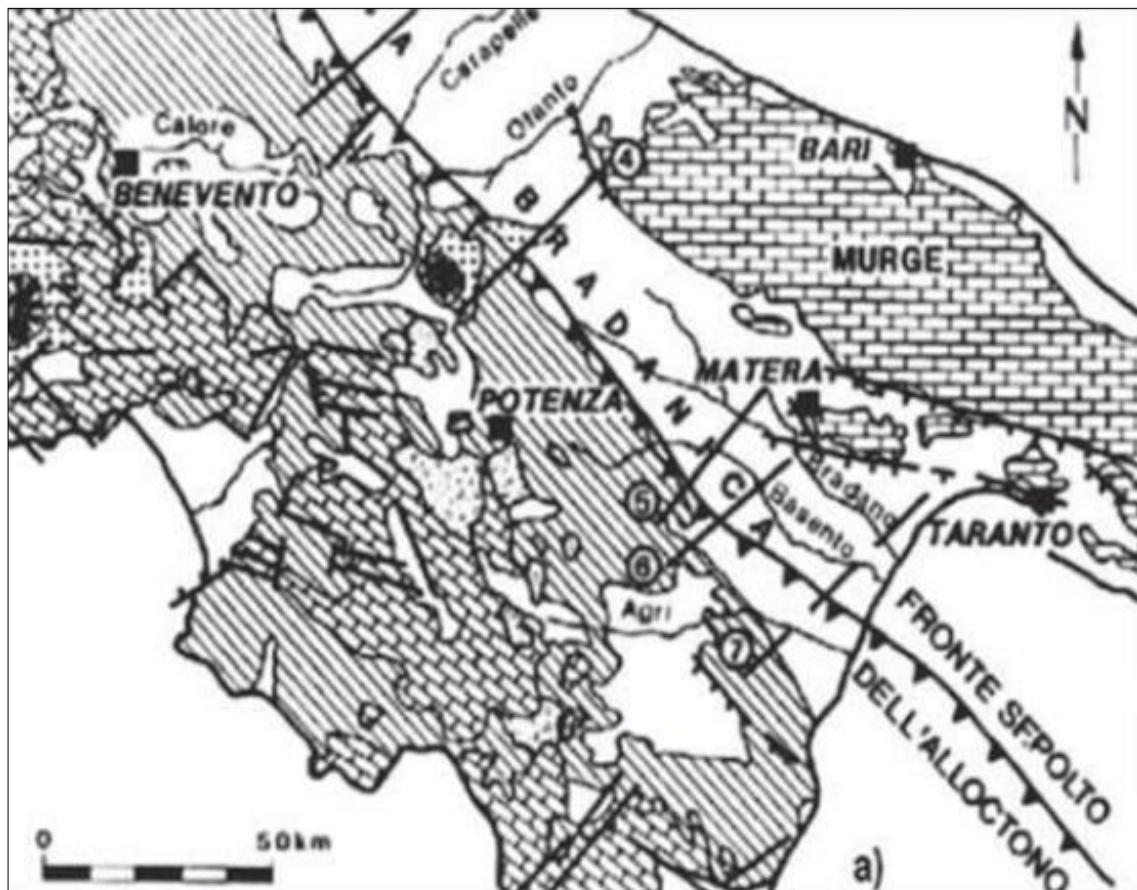 Carapelle
Ofanto
N
Calore
BENEVENTO
4
BARI
MURGE
BRADANICA
MATERA
POTENZA
Bradano
Basento
5
6
TARANTO
Agri
7
FRONTE SEPOLTO
DELL'ALLOCTONO
0 50km
a)